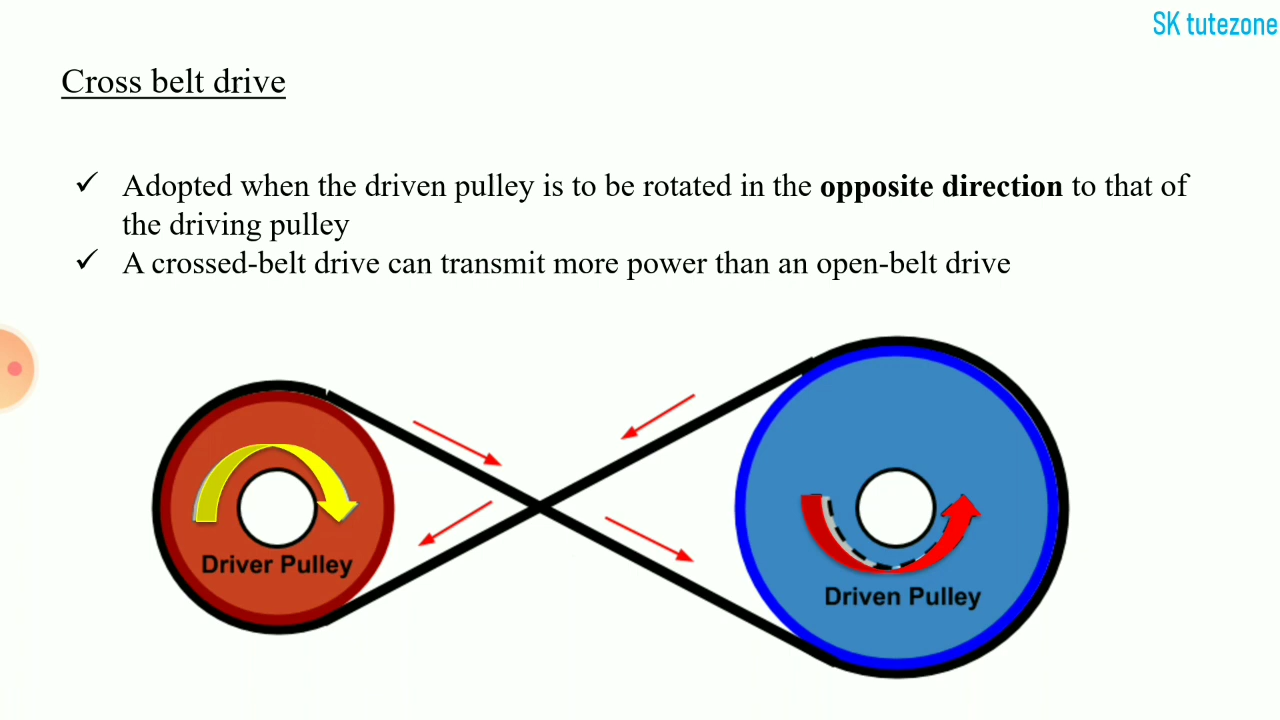 SK tutezone
Cross belt drive
✓ Adopted when the driven pulley is to be rotated in the opposite direction to that of
the driving pulley
✓ A crossed-belt drive can transmit more power than an open-belt drive
Driver Pulley
Driven Pulley